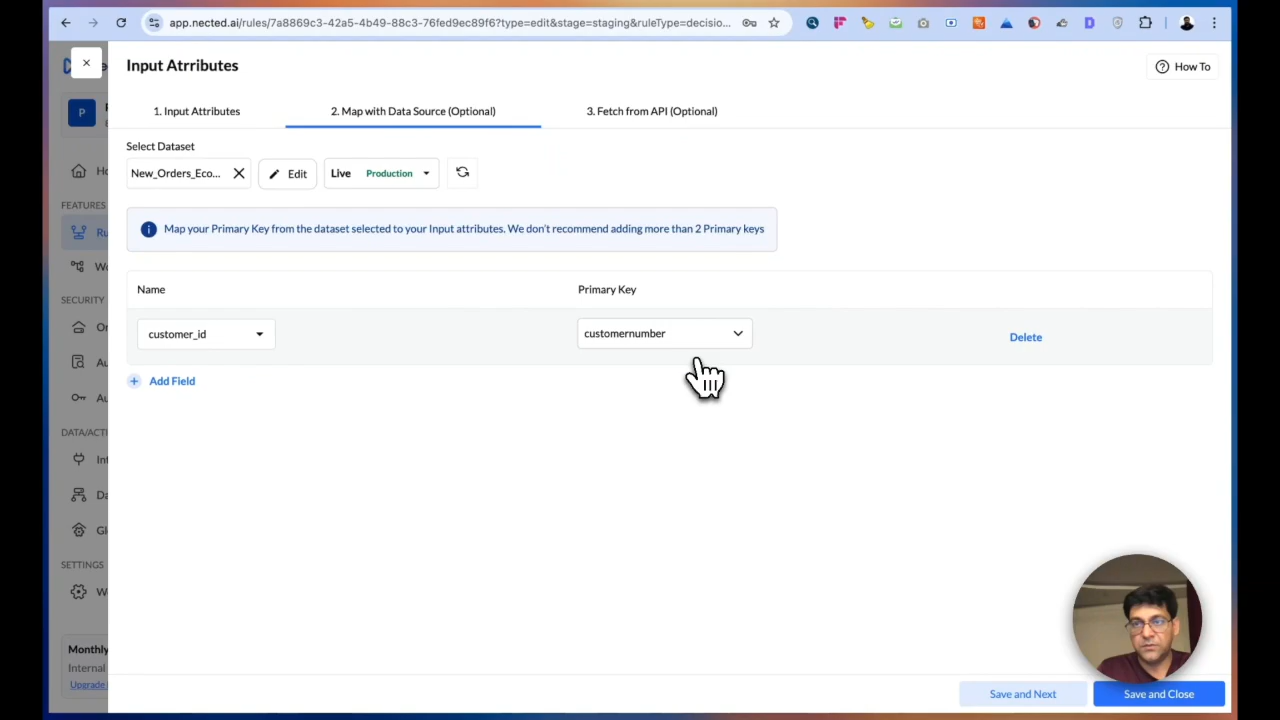 app.nected.ai/rules/7a8869c3-42a5-4b49-88c3-76fed9ec89f6?type=edit&stage=staging&ruleType=decisio...
Input Atrributes
How To
P
1. Input Attributes
2. Map with Data Source (Optional)
3. Fetch from API (Optional)
Select Dataset
New_Orders_Eco...
Edit
Live
Production
Map your Primary Key from the dataset selected to your Input attributes. We don't recommend adding more than 2 Primary keys
Name
Primary Key
customer_id
customernumber
Delete
+ Add Field
FEATURES
SECURITY
DATA/ACTI
SETTINGS
Monthly
Internal
Upgrade
Save and Next
Save and Close